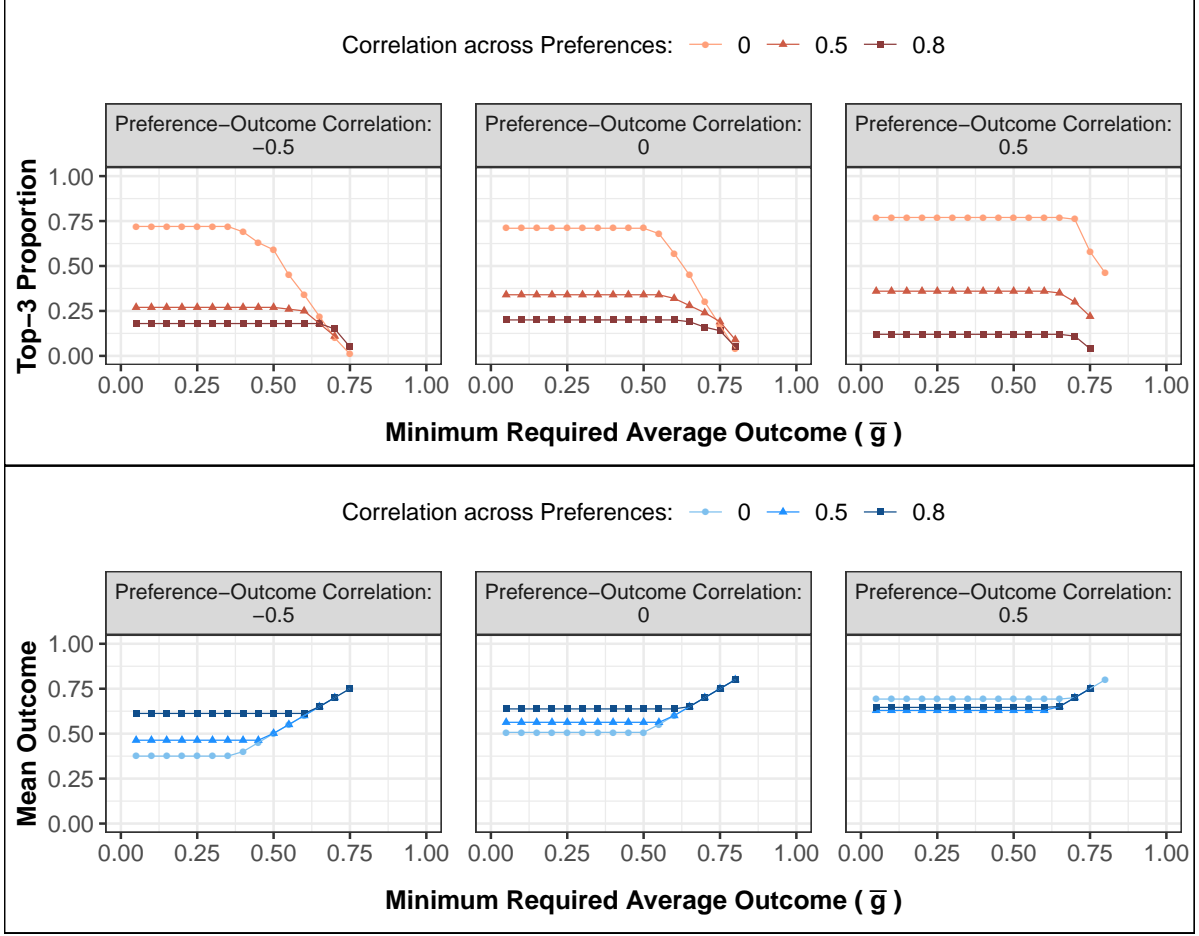 Correlation across Preferences: 0 0.5 0.8
Preference−Outcome Correlation:
−0.5
Preference−Outcome Correlation:
0
Preference−Outcome Correlation:
0.5
Top−3 Proportion
1.00
0.75
0.50
0.25
0.00
0.00 0.25 0.50 0.75 1.00
0.00 0.25 0.50 0.75 1.00
0.00 0.25 0.50 0.75 1.00
Minimum Required Average Outcome ( g̅ )
Correlation across Preferences: 0 0.5 0.8
Preference−Outcome Correlation:
−0.5
Preference−Outcome Correlation:
0
Preference−Outcome Correlation:
0.5
Mean Outcome
1.00
0.75
0.50
0.25
0.00
0.00 0.25 0.50 0.75 1.00
0.00 0.25 0.50 0.75 1.00
0.00 0.25 0.50 0.75 1.00
Minimum Required Average Outcome ( g̅ )